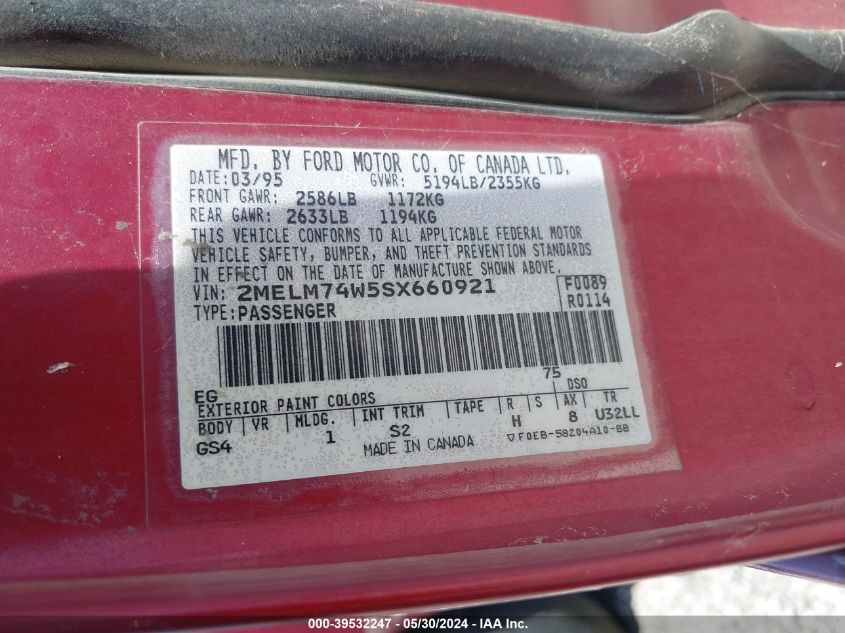 MFD. BY FORD MOTOR CO. OF CANADA LTD.
DATE: 03/95 GVWR: 5194LB/2355KG
FRONT GAWR: 2586LB 1172KG
REAR GAWR: 2633LB 1194KG
THIS VEHICLE CONFORMS TO ALL APPLICABLE FEDERAL MOTOR
VEHICLE SAFETY, BUMPER, AND THEFT PREVENTION STANDARDS
IN EFFECT ON THE DATE OF MANUFACTURE SHOWN ABOVE.
VIN: 2MELM74W5SX660921 F0089
TYPE: PASSENGER R0114
EG 75
EXTERIOR PAINT COLORS DSO
BODY VR MLDG. INT TRIM TAPE R S AX TR
GS4 1 S2 H 8 U32LL
MADE IN CANADA ▽F0EB-58204A10-BB
000-39532247 - 05/30/2024 - IAA Inc.